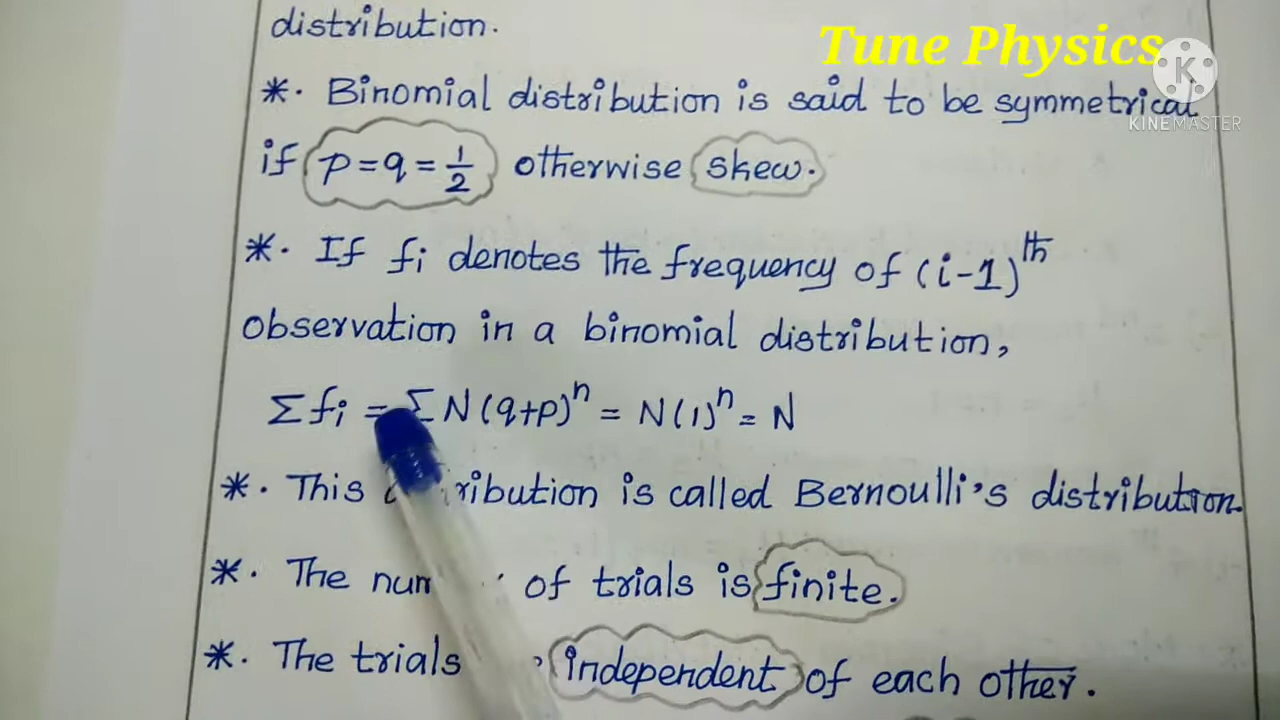 distribution.
Tune Physics
K
KINEMASTER
*. Binomial distribution is said to be symmetrical
if p = q = 1/2 otherwise skew.
*. If fi denotes the frequency of (i-1)th
observation in a binomial distribution,
Σfi = ΣN(q+p)^n = N(1)^n = N
*. This ribution is called Bernoulli's distribution.
*. The num of trials is finite.
*. The trials independent of each other.